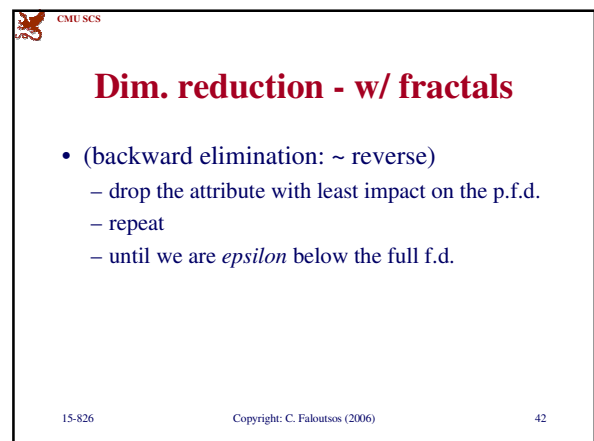 CMU SCS
Dim. reduction - w/ fractals
• (backward elimination: ~ reverse)
– drop the attribute with least impact on the p.f.d.
– repeat
– until we are epsilon below the full f.d.
15-826 Copyright: C. Faloutsos (2006) 42